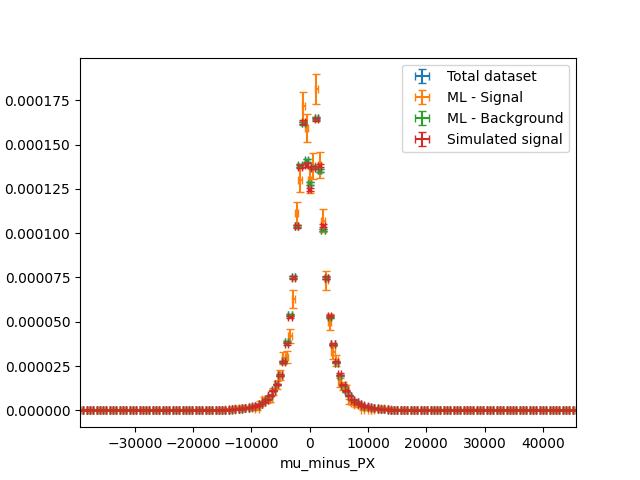 0.000175
0.000150
0.000125
0.000100
0.000075
0.000050
0.000025
0.000000
−30000 −20000 −10000 0 10000 20000 30000 40000
mu_minus_PX
Total dataset
ML - Signal
ML - Background
Simulated signal